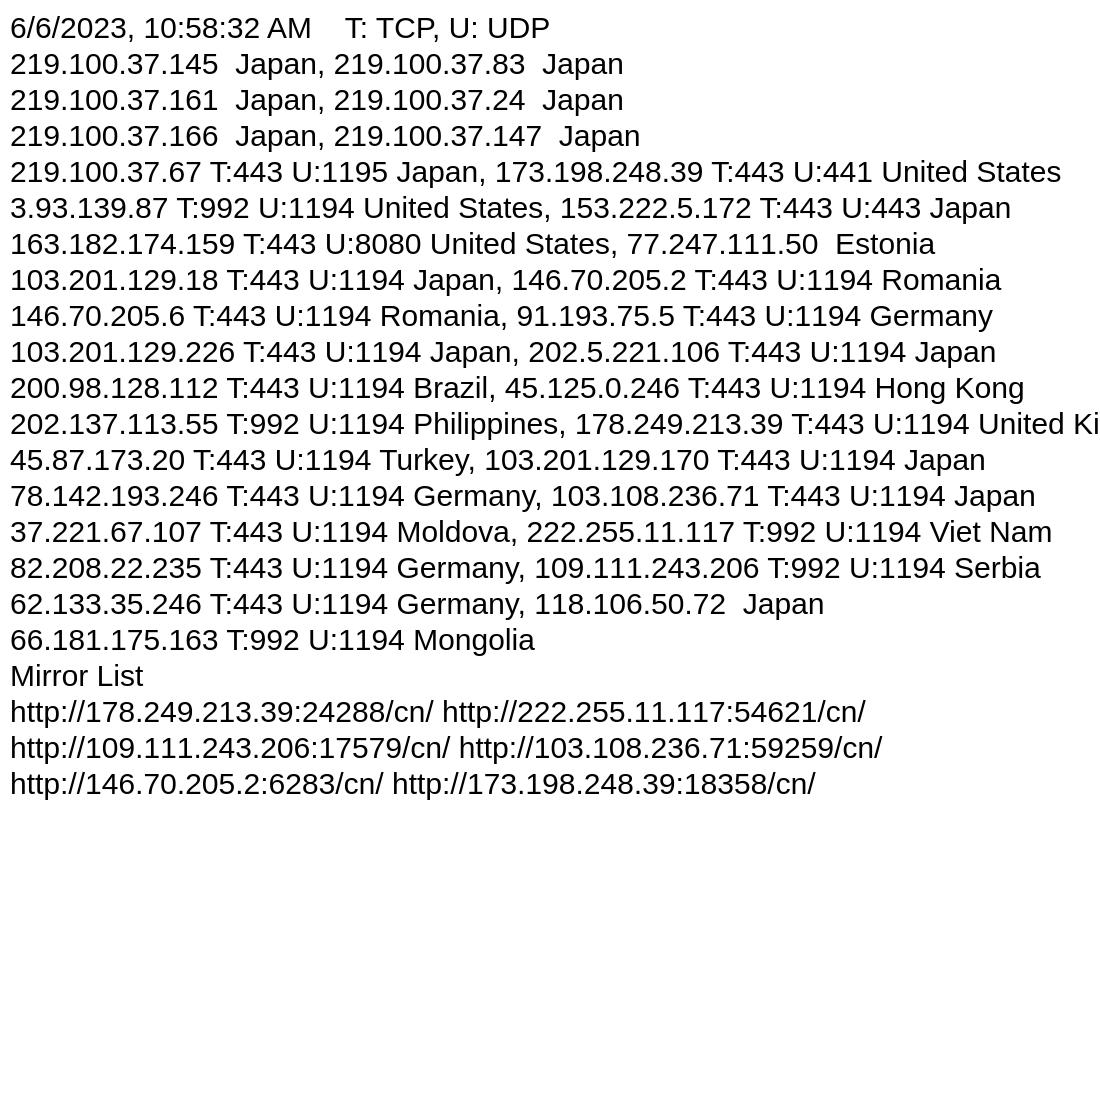 6/6/2023, 10:58:32 AM    T: TCP, U: UDP
219.100.37.145  Japan, 219.100.37.83  Japan
219.100.37.161  Japan, 219.100.37.24  Japan
219.100.37.166  Japan, 219.100.37.147  Japan
219.100.37.67 T:443 U:1195 Japan, 173.198.248.39 T:443 U:441 United States
3.93.139.87 T:992 U:1194 United States, 153.222.5.172 T:443 U:443 Japan
163.182.174.159 T:443 U:8080 United States, 77.247.111.50  Estonia
103.201.129.18 T:443 U:1194 Japan, 146.70.205.2 T:443 U:1194 Romania
146.70.205.6 T:443 U:1194 Romania, 91.193.75.5 T:443 U:1194 Germany
103.201.129.226 T:443 U:1194 Japan, 202.5.221.106 T:443 U:1194 Japan
200.98.128.112 T:443 U:1194 Brazil, 45.125.0.246 T:443 U:1194 Hong Kong
202.137.113.55 T:992 U:1194 Philippines, 178.249.213.39 T:443 U:1194 United Ki
45.87.173.20 T:443 U:1194 Turkey, 103.201.129.170 T:443 U:1194 Japan
78.142.193.246 T:443 U:1194 Germany, 103.108.236.71 T:443 U:1194 Japan
37.221.67.107 T:443 U:1194 Moldova, 222.255.11.117 T:992 U:1194 Viet Nam
82.208.22.235 T:443 U:1194 Germany, 109.111.243.206 T:992 U:1194 Serbia
62.133.35.246 T:443 U:1194 Germany, 118.106.50.72  Japan
66.181.175.163 T:992 U:1194 Mongolia
Mirror List
http://178.249.213.39:24288/cn/ http://222.255.11.117:54621/cn/
http://109.111.243.206:17579/cn/ http://103.108.236.71:59259/cn/
http://146.70.205.2:6283/cn/ http://173.198.248.39:18358/cn/